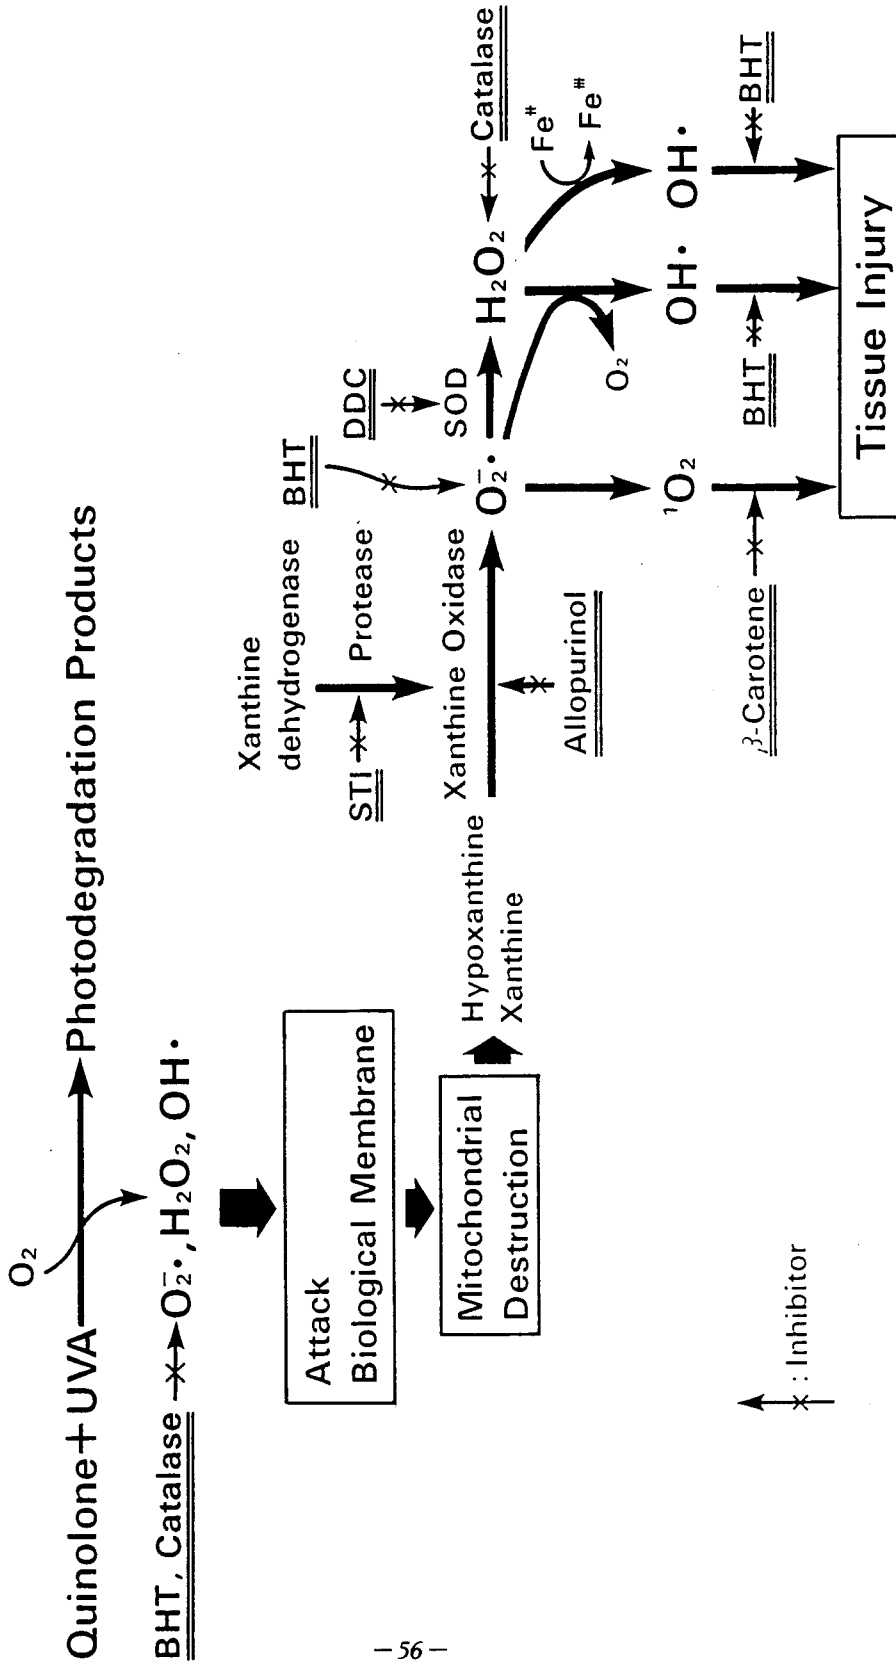 Quinolone+UVA
O₂
Photodegradation Products
BHT, Catalase
O₂⁻·, H₂O₂, OH·
Attack
Biological Membrane
Mitochondrial
Destruction
Hypoxanthine
Xanthine
Xanthine
dehydrogenase
STI
Protease
Xanthine Oxidase
Allopurinol
BHT
O₂⁻·
DDC
SOD
H₂O₂
Catalase
Fe^II
Fe^III
O₂
¹O₂
OH·
OH·
β-Carotene
BHT
BHT
Tissue Injury
: Inhibitor
—56—